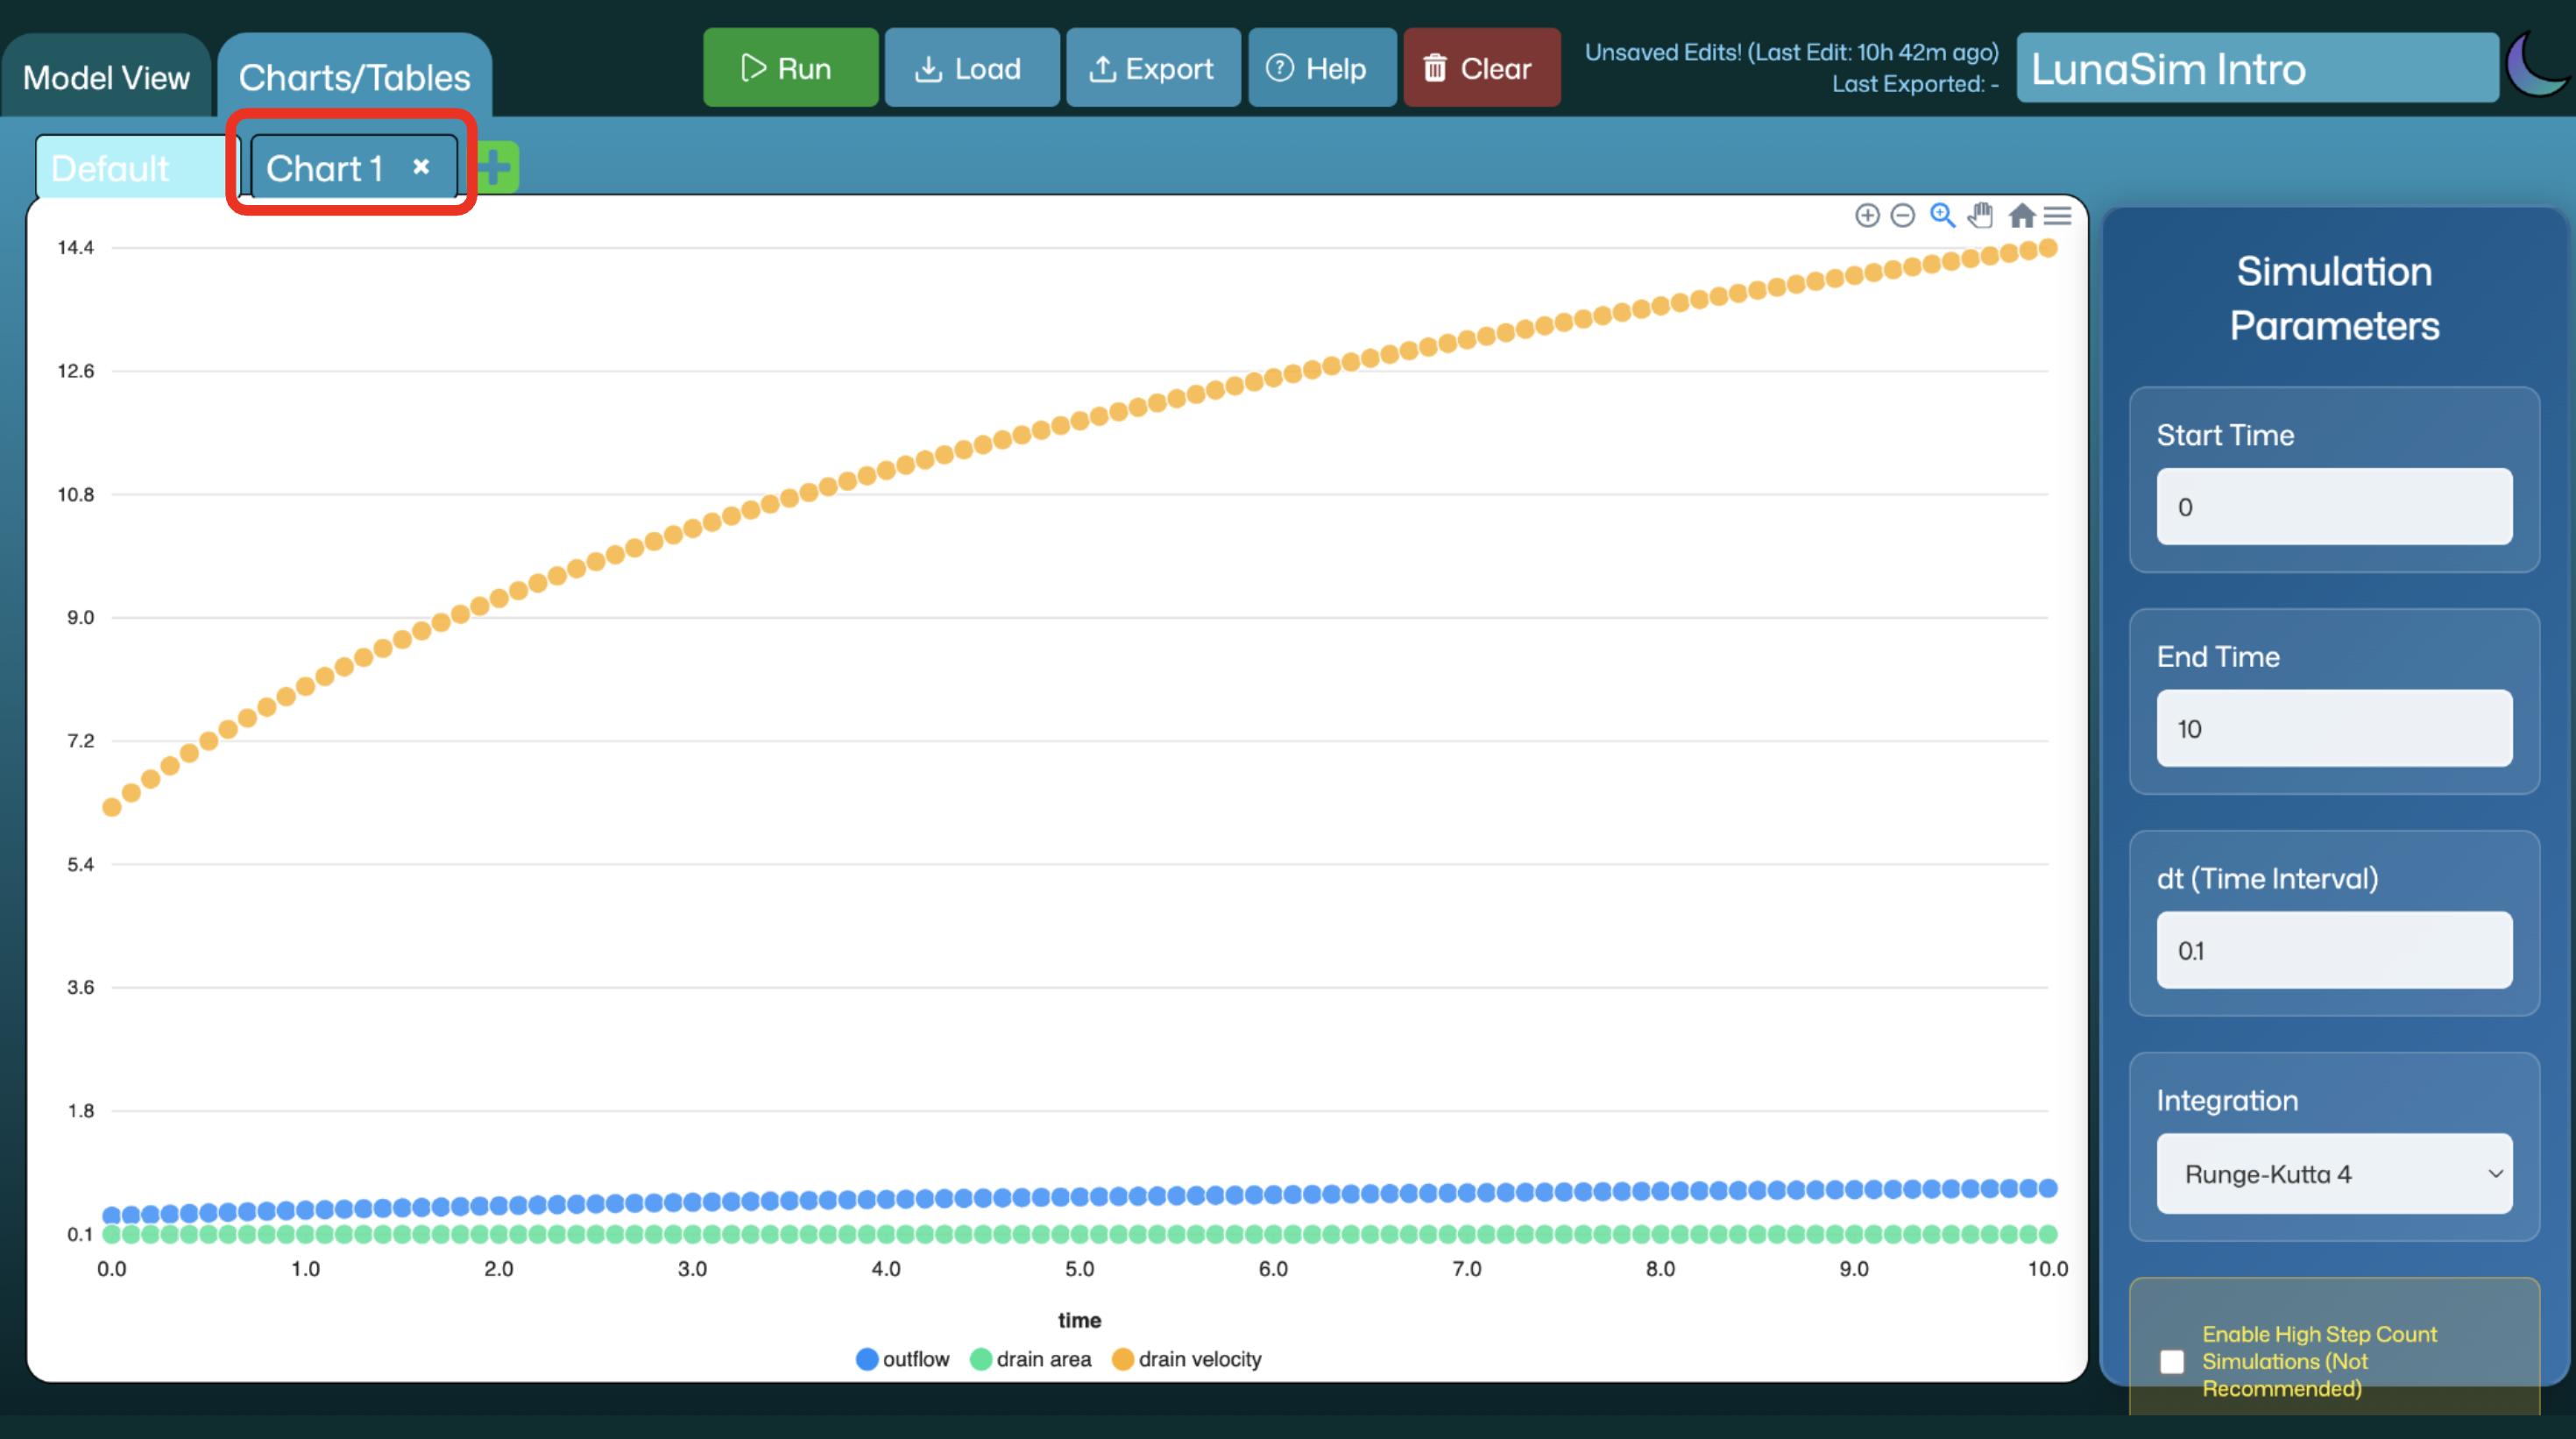 Model View
Charts/Tables
Run
Load
Export
Help
Clear
Unsaved Edits! (Last Edit: 10h 42m ago)
Last Exported: -
LunaSim Intro
Default
Chart 1
14.4
12.6
10.8
9.0
7.2
5.4
3.6
1.8
0.1
0.0 1.0 2.0 3.0 4.0 5.0 6.0 7.0 8.0 9.0 10.0
time
outflow drain area drain velocity
Simulation
Parameters
Start Time
0
End Time
10
dt (Time Interval)
0.1
Integration
Runge-Kutta 4
Enable High Step Count
Simulations (Not
Recommended)